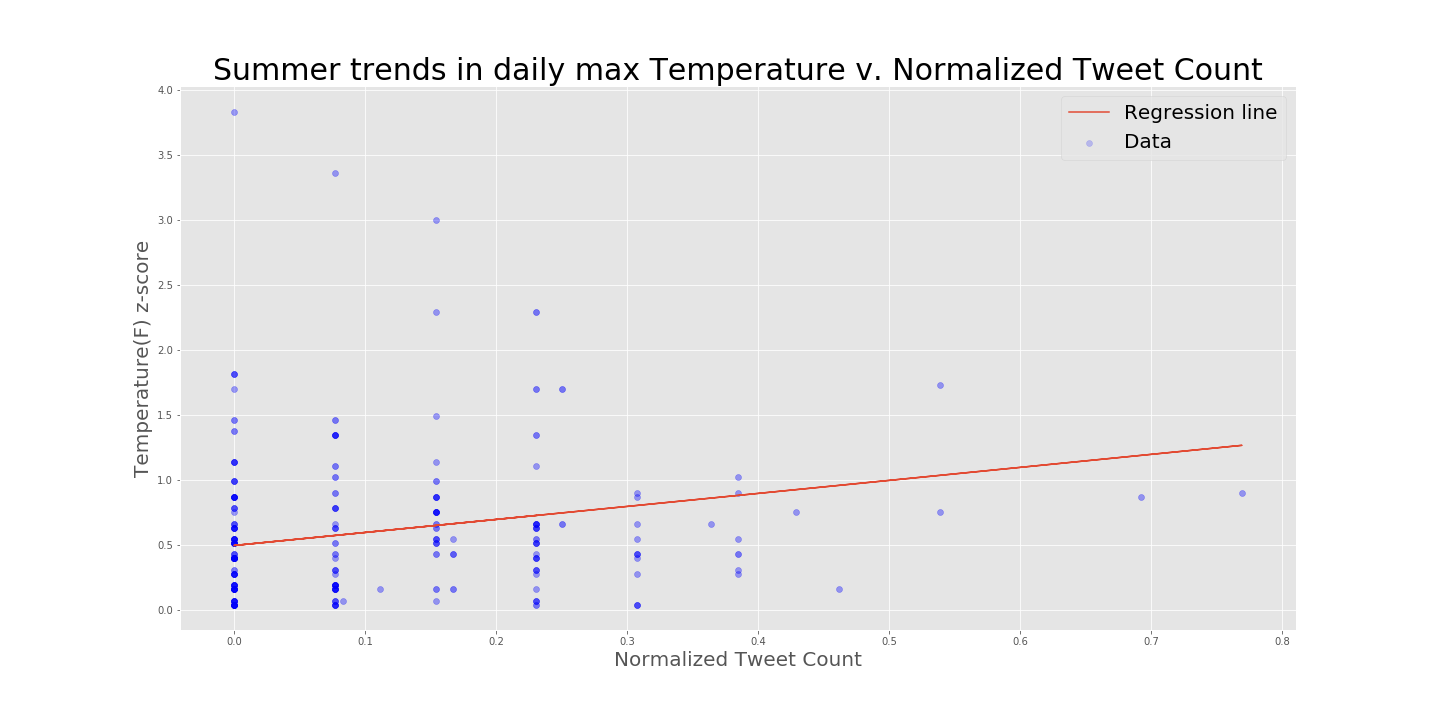 Summer trends in daily max Temperature v. Normalized Tweet Count
Regression line
Data
Temperature(F) z-score
4.0
3.5
3.0
2.5
2.0
1.5
1.0
0.5
0.0
0.0 0.1 0.2 0.3 0.4 0.5 0.6 0.7 0.8
Normalized Tweet Count